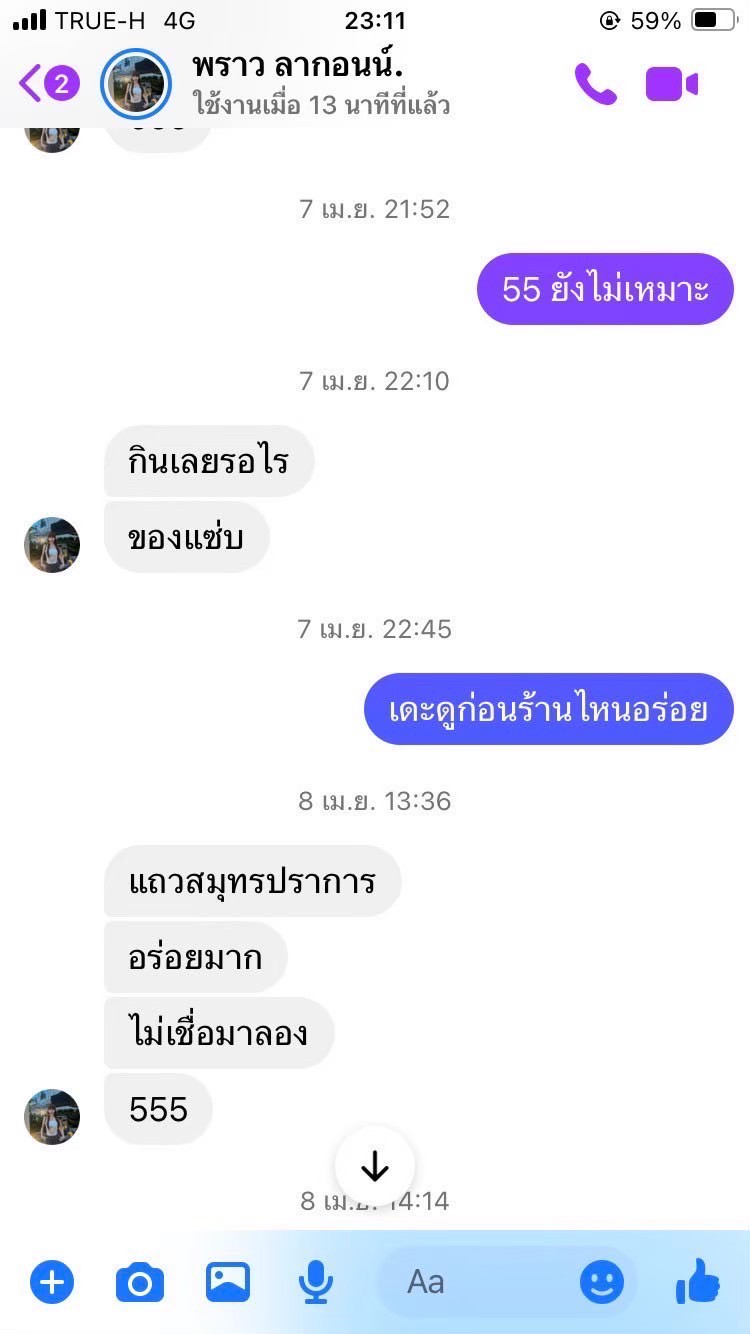 TRUE-H 4G 23:11 59%
2 พราว ลากอนน์.
ใช้งานเมื่อ 13 นาทีที่แล้ว
7 เม.ย. 21:52
55 ยังไม่เหมาะ
7 เม.ย. 22:10
กินเลยรอไร
ของแซ่บ
7 เม.ย. 22:45
เดะดูก่อนร้านไหนอร่อย
8 เม.ย. 13:36
แถวสมุทรปราการ
อร่อยมาก
ไม่เชื่อมาลอง
555
8 เม.ย. 14:14
Aa